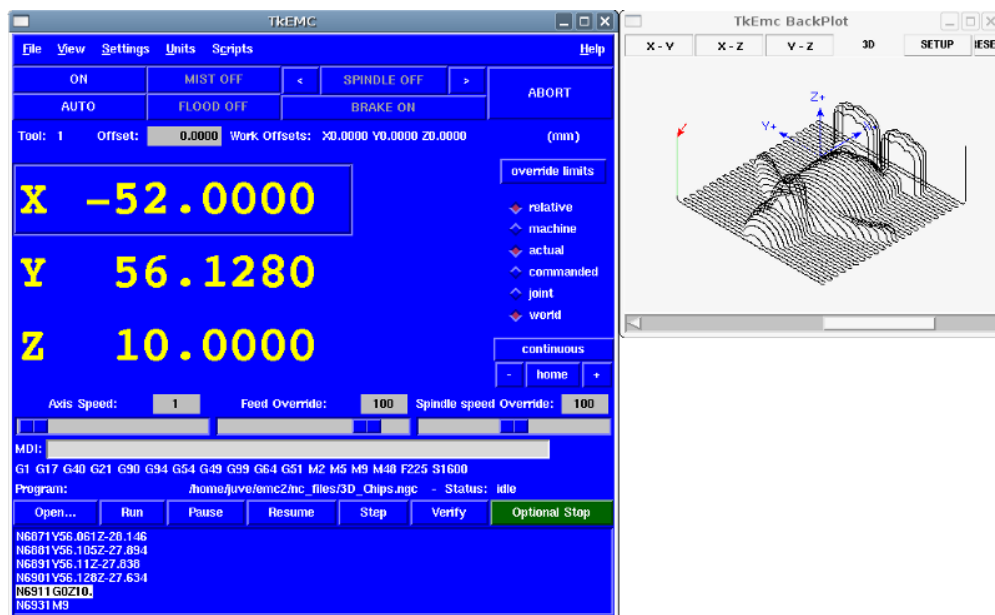 TkEMC
File View Settings Units Scripts Help
ON MIST OFF < SPINDLE OFF > ABORT
AUTO FLOOD OFF BRAKE ON
Tool: 1 Offset: 0.0000 Work Offsets: X0.0000 Y0.0000 Z0.0000 (mm)
override limits
X -52.0000
relative
machine
Y 56.1280
actual
commanded
joint
world
Z 10.0000
continuous
- home +
Axis Speed: 1 Feed Override: 100 Spindle speed Override: 100
MDI:
G1 G17 G40 G21 G90 G94 G54 G49 G99 G64 G51 M2 M5 M9 M48 F225 S1600
Program: /home/juve/emc2/nc_files/3D_Chips.ngc - Status: idle
Open... Run Pause Resume Step Verify Optional Stop
N6871Y56.061Z-28.146
N6881Y56.105Z-27.894
N6891Y56.11Z-27.838
N6901Y56.128Z-27.634
N6911G0Z10.
N6931M9
TkEmc BackPlot
X - Y X - Z Y - Z 3D SETUP
Z+
Y+